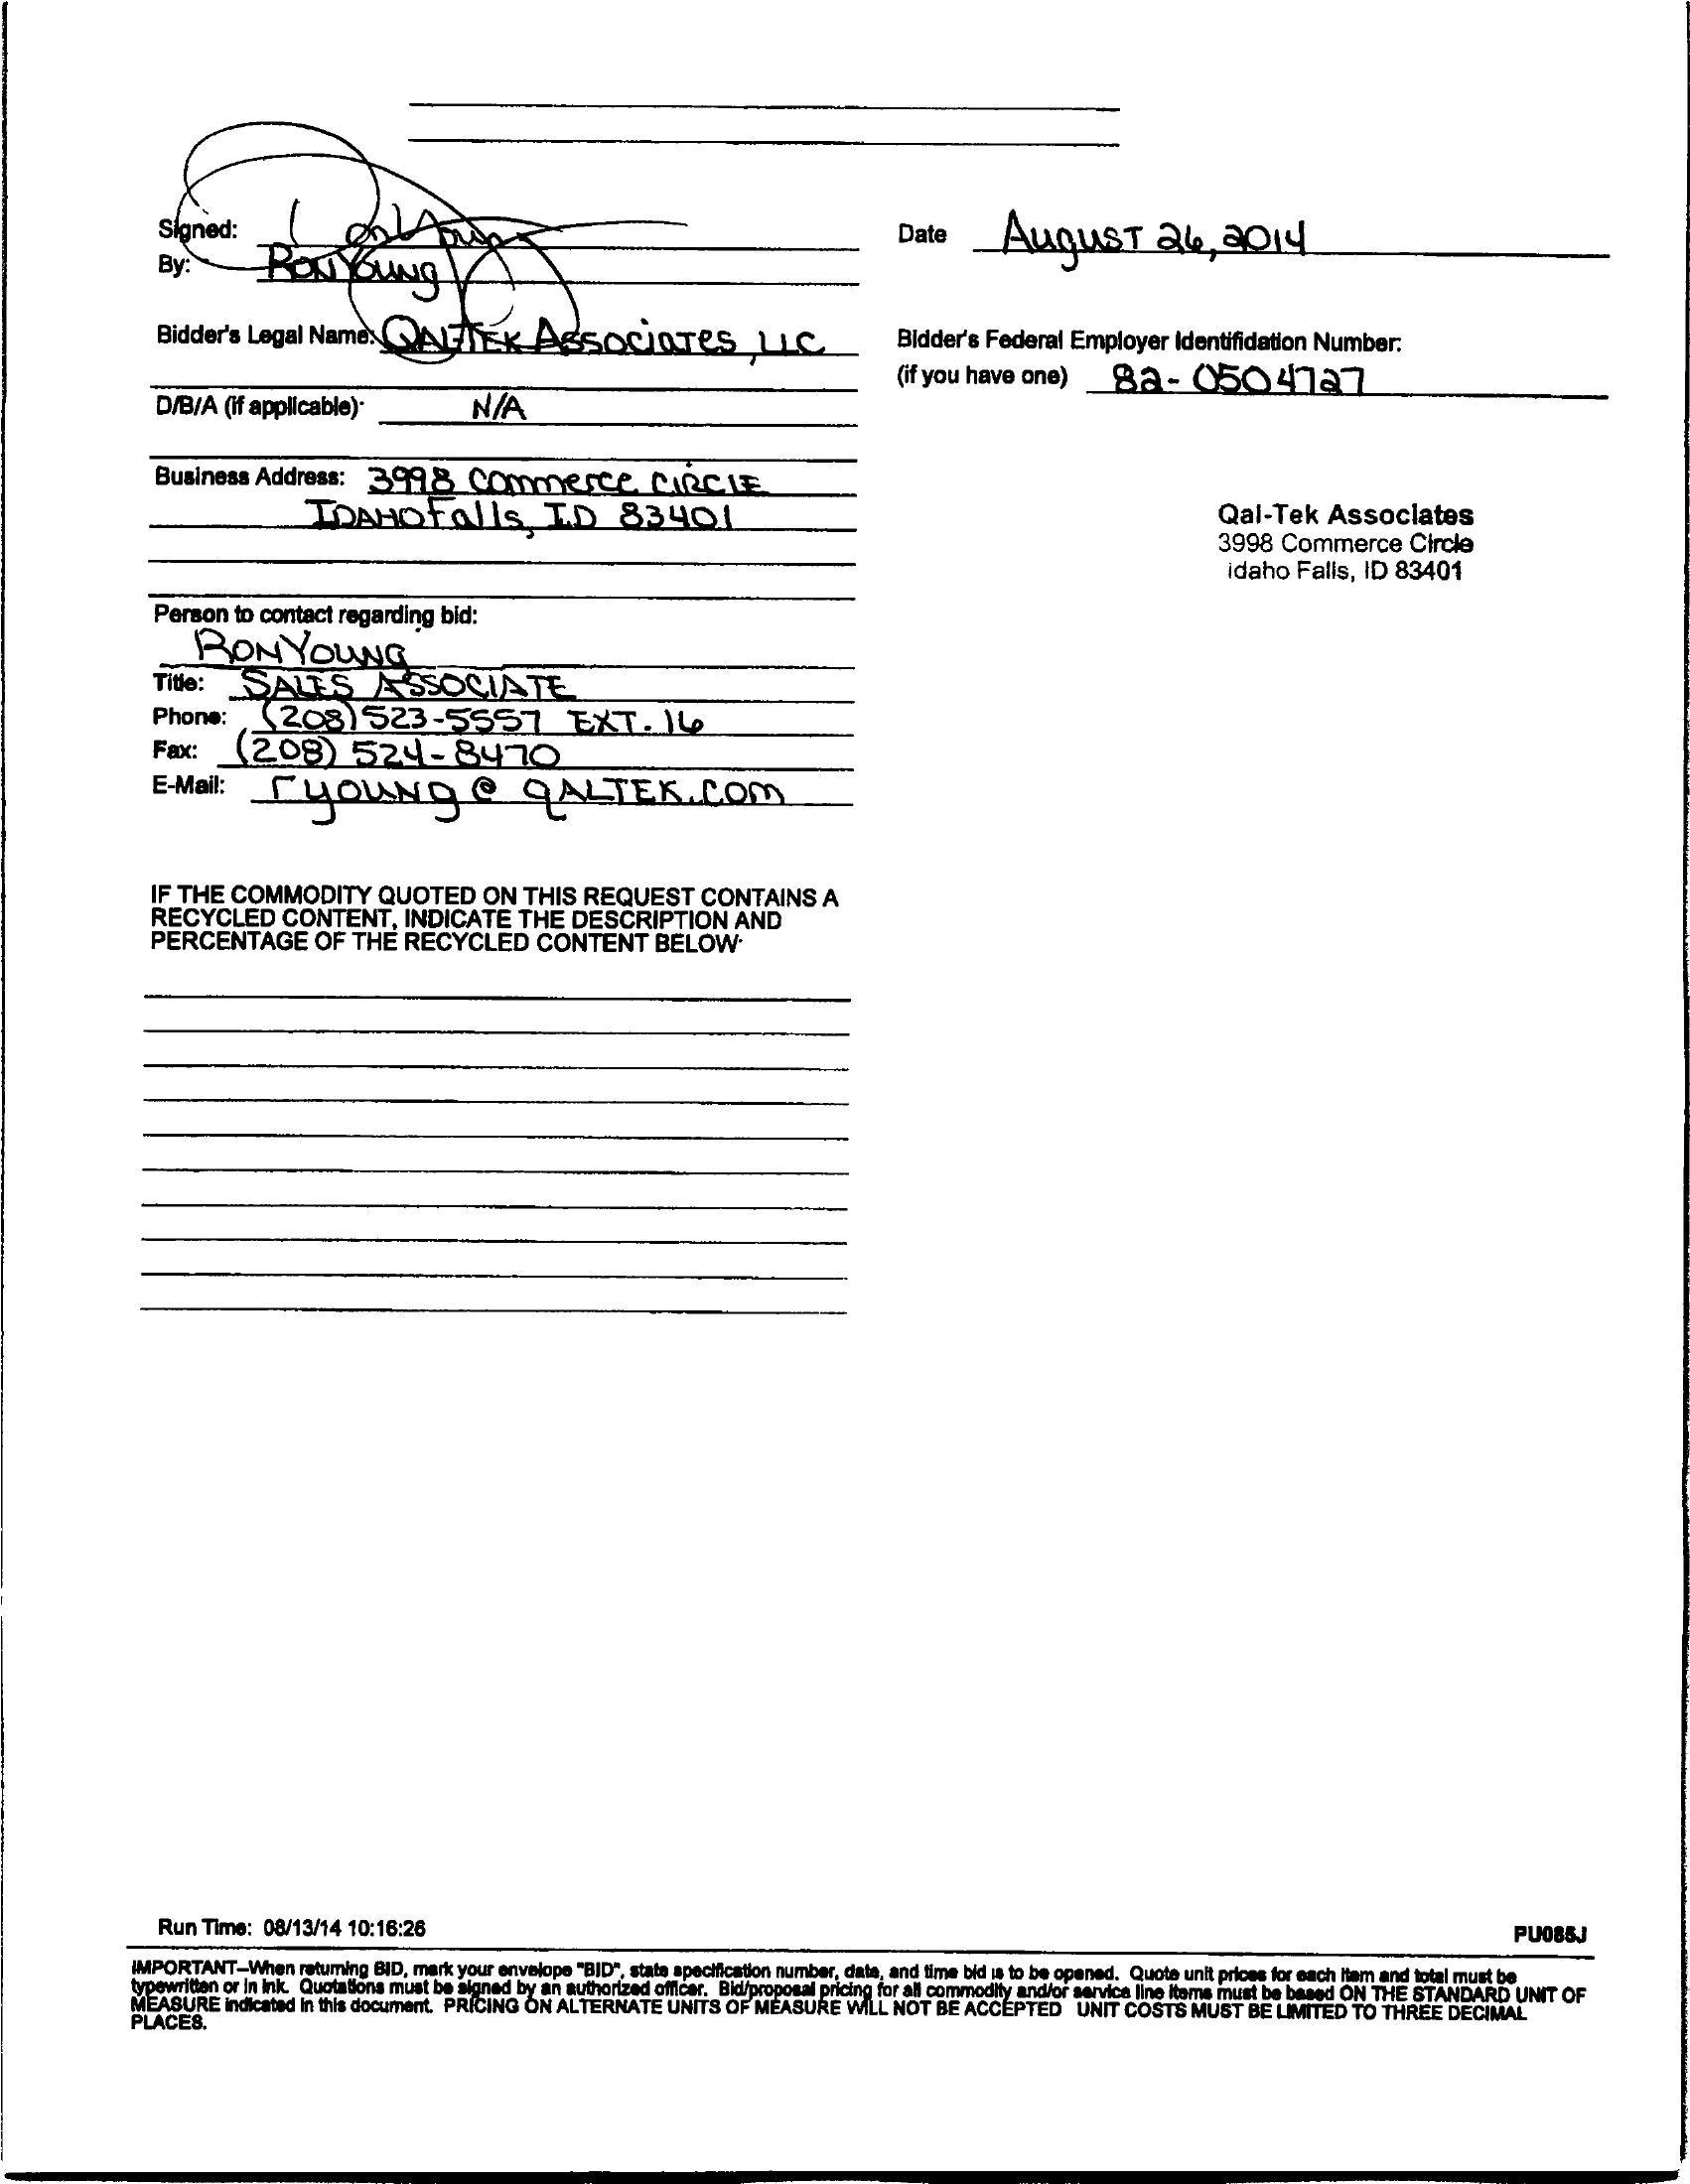 Signed: Ron Young
Date August 26, 2014
By: Ron Young
Bidder's Legal Name: Qal-Tek Associates, LLC
Bidder's Federal Employer Identifidation Number:
(if you have one) 82-0504727
D/B/A (if applicable): N/A
Business Address: 3998 Commerce Circle
Idaho Falls, ID 83401
Qal-Tek Associates
3998 Commerce Circle
Idaho Falls, ID 83401
Person to contact regarding bid:
Ron Young
Title: Sales Associate
Phone: (208) 523-5557 EXT. 16
Fax: (208) 524-8470
E-Mail: ryoung@qaltek.com
IF THE COMMODITY QUOTED ON THIS REQUEST CONTAINS A
RECYCLED CONTENT, INDICATE THE DESCRIPTION AND
PERCENTAGE OF THE RECYCLED CONTENT BELOW:
Run Time: 08/13/14 10:16:26
PU085J
IMPORTANT–When returning BID, mark your envelope "BID", state specification number, date, and time bid is to be opened. Quote unit prices for each item and total must be
typewritten or in ink. Quotations must be signed by an authorized officer. Bid/proposal pricing for all commodity and/or service line items must be based ON THE STANDARD UNIT OF
MEASURE indicated in this document. PRICING ON ALTERNATE UNITS OF MEASURE WILL NOT BE ACCEPTED UNIT COSTS MUST BE LIMITED TO THREE DECIMAL
PLACES.